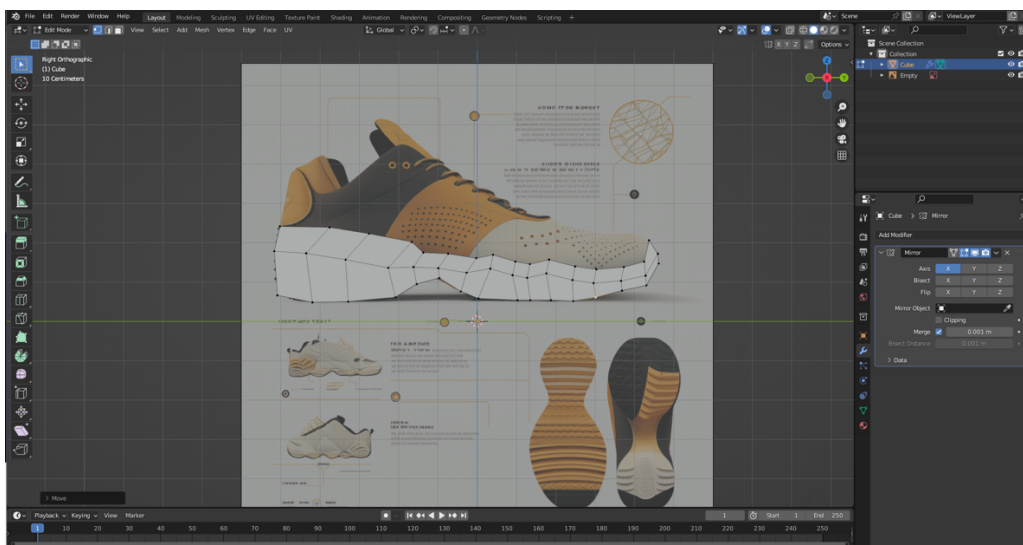 File Edit Render Window Help Layout Modeling Sculpting UV Editing Texture Paint Shading Animation Rendering Compositing Geometry Nodes Scripting + Scene ViewLayer
Edit Mode View Select Add Mesh Vertex Edge Face UV Global
X Y Z Options
Right Orthographic
(1) Cube
10 Centimeters
Z
X
Y
Scene Collection
Collection
Cube
Empty
Cube > Mirror
Add Modifier
Mirror
Axis X Y Z
Bisect X Y Z
Flip X Y Z
Mirror Object
Clipping
Merge 0.001 m
Bisect Distance 0.001 m
> Data
> Move
Playback Keying View Marker 1 Start 1 End 250
1 10 20 30 40 50 60 70 80 90 100 110 120 130 140 150 160 170 180 190 200 210 220 230 240 250